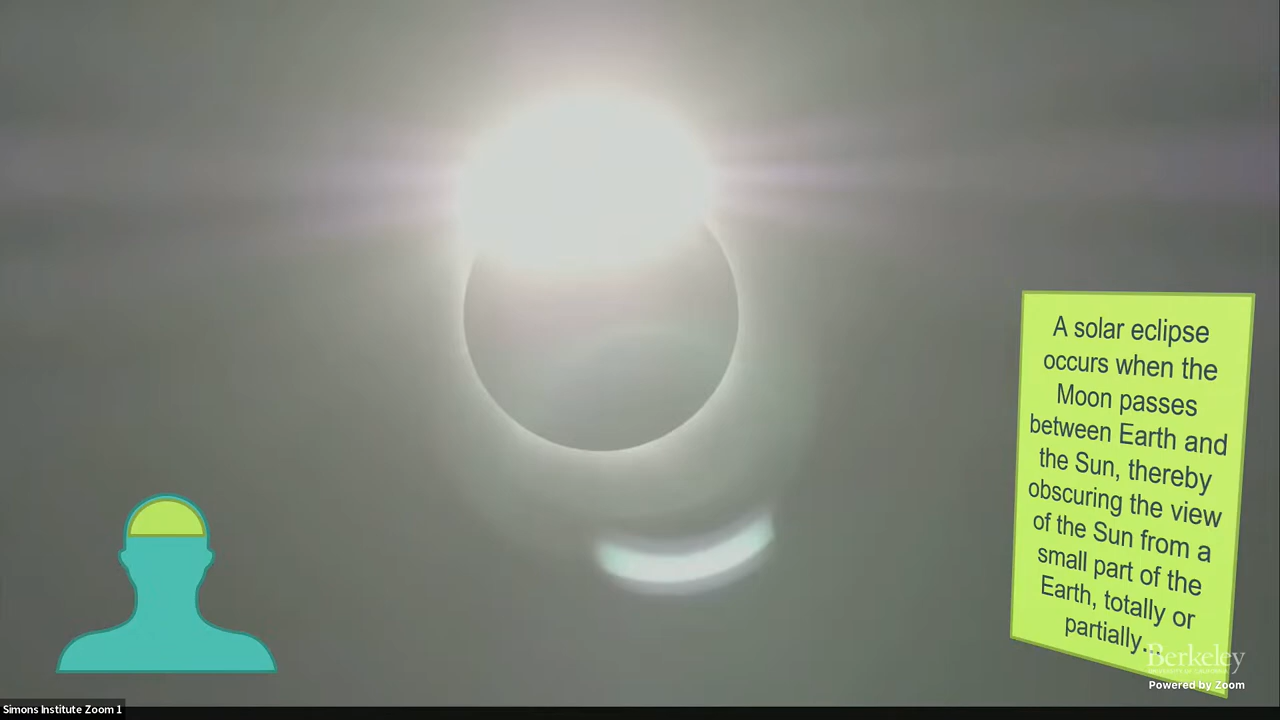 A solar eclipse
occurs when the
Moon passes
between Earth and
the Sun, thereby
obscuring the view
of the Sun from a
small part of the
Earth, totally or
partially...
Berkeley
Powered by Zoom
Simons Institute Zoom 1